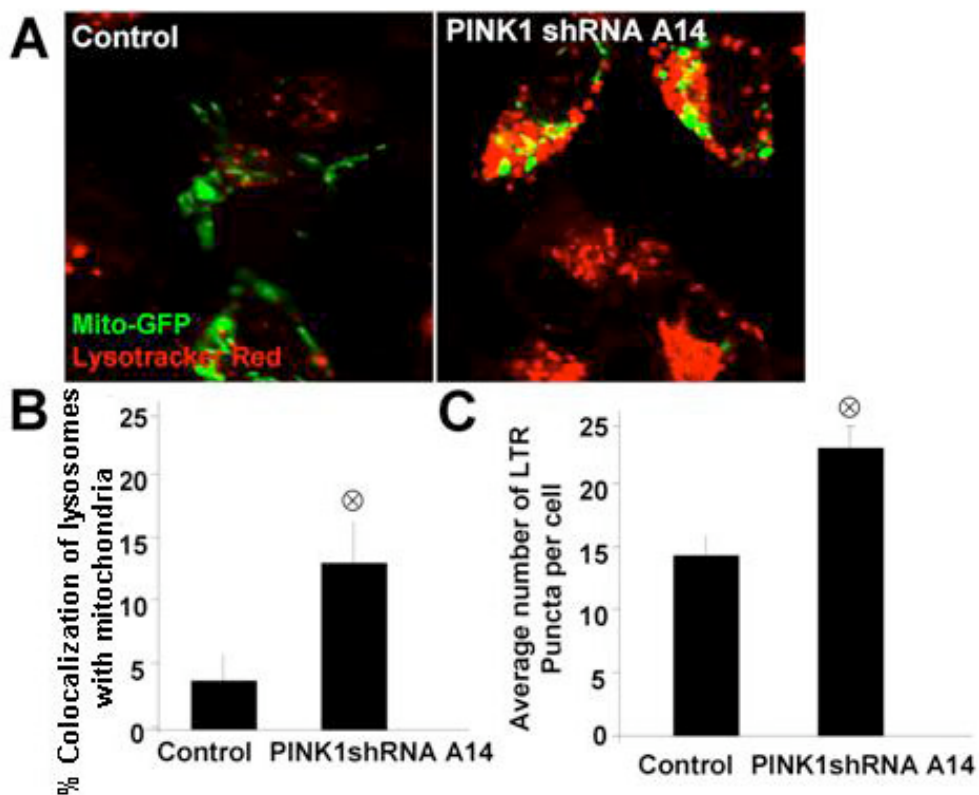 A
Control
PINK1 shRNA A14
Mito-GFP
Lysotracker Red
B
% Colocalization of lysosomes
with mitochondria
25
20
15
10
5
0
⊗
Control
PINK1shRNA A14
C
Average number of LTR
Puncta per cell
25
20
15
10
5
0
⊗
Control
PINK1shRNA A14